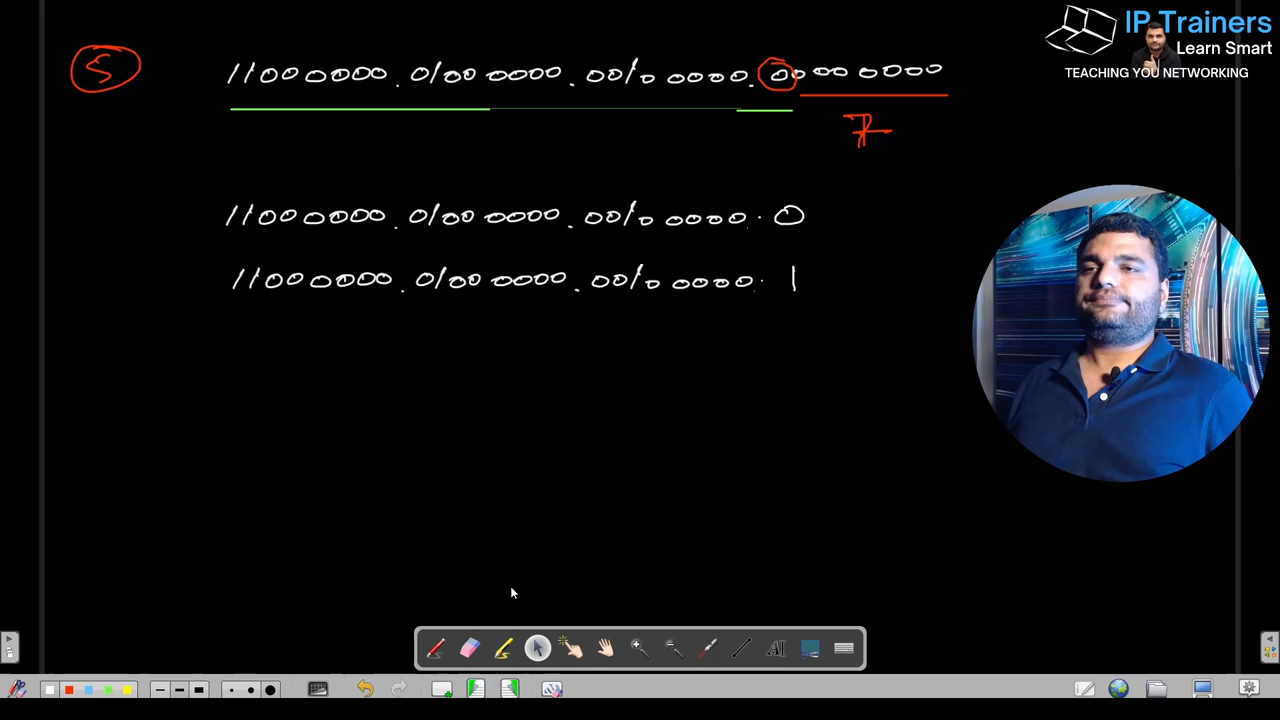 IP Trainers
Learn Smart
TEACHING YOU NETWORKING
5 11000000.01000000.00100000.00000000
7
11000000.01000000.00100000.0
11000000.01000000.00100000.1
AI